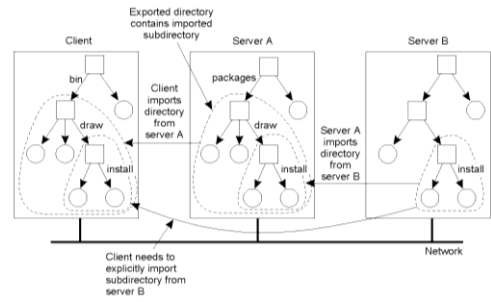 Exported directory
contains imported
subdirectory
Client
Server A
Server B
bin
packages
Client
imports
directory
from
server A
draw
draw
Server A
imports
directory
from
server B
install
install
install
Network
Client needs to
explicitly import
subdirectory from
server B